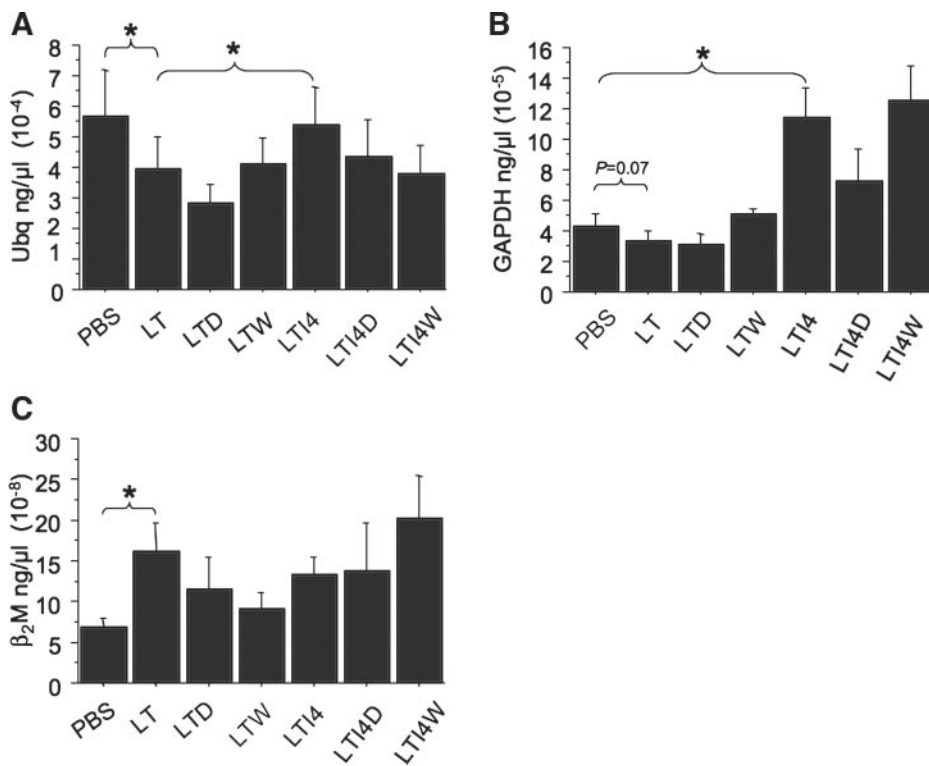 A
*
*
8
7
6
5
4
3
2
1
0
Ubq ng/µl (10⁻⁴)
PBS
LT
LTD
LTW
LTI4
LTI4D
LTI4W
B
*
P=0.07
16
14
12
10
8
6
4
2
0
GAPDH ng/µl (10⁻⁵)
PBS
LT
LTD
LTW
LTI4
LTI4D
LTI4W
C
*
30
25
20
15
10
5
0
β₂M ng/µl (10⁻⁸)
PBS
LT
LTD
LTW
LTI4
LTI4D
LTI4W